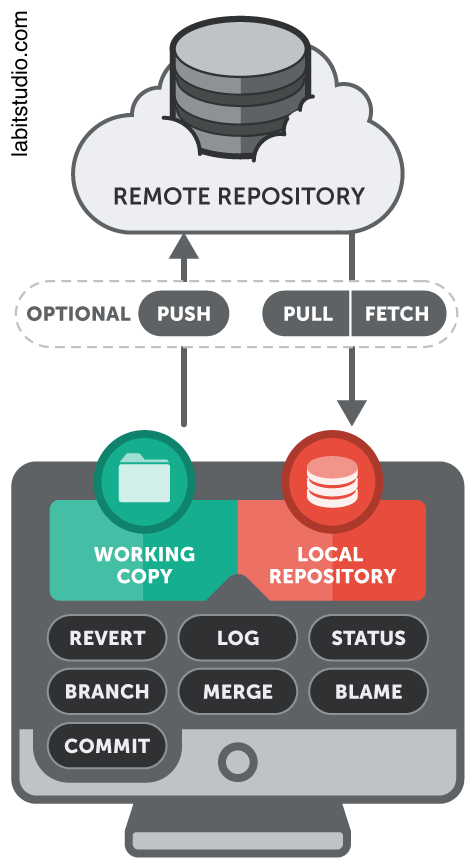 labitstudio.com
REMOTE REPOSITORY
OPTIONAL PUSH PULL FETCH
WORKING
COPY
LOCAL
REPOSITORY
REVERT LOG STATUS
BRANCH MERGE BLAME
COMMIT